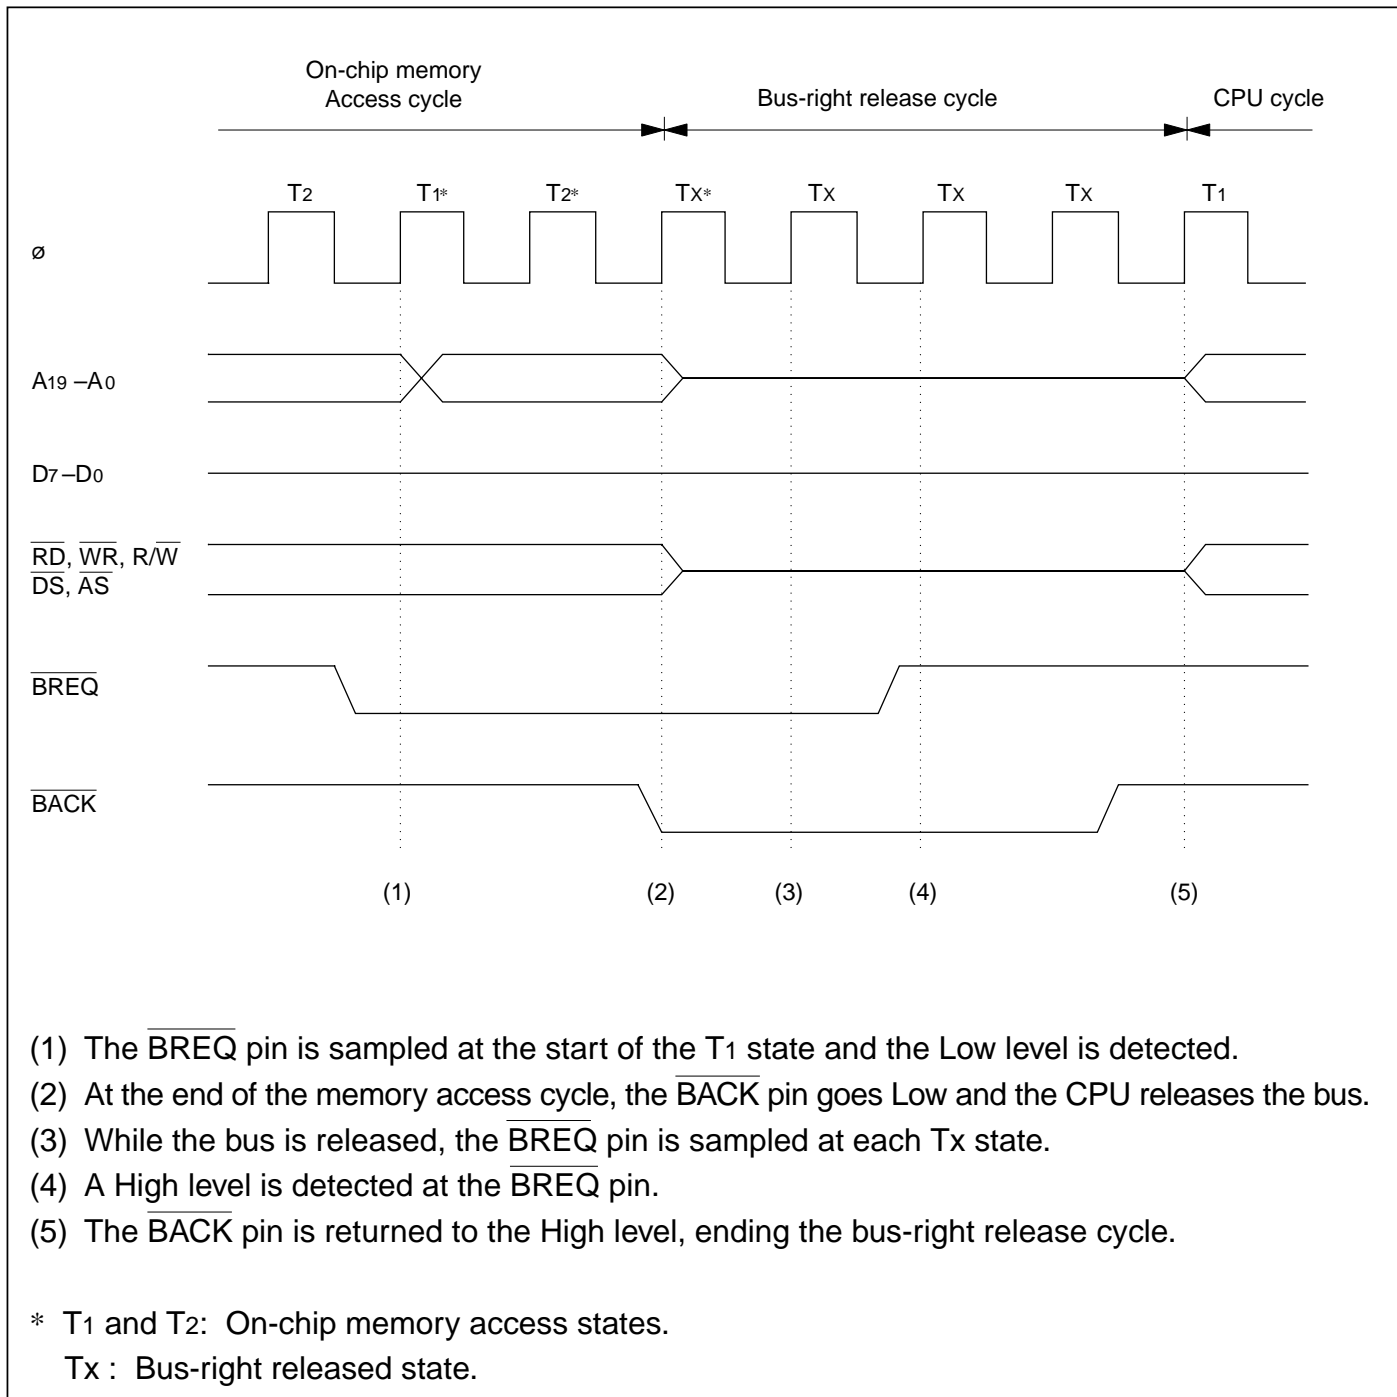 On-chip memory
Access cycle
Bus-right release cycle
CPU cycle
T2 T1* T2* TX* TX TX TX T1
ø
A19 –A0
D7–D0
RD, WR, R/W
DS, AS
BREQ
BACK
(1) (2) (3) (4) (5)
(1) The BREQ pin is sampled at the start of the T1 state and the Low level is detected.
(2) At the end of the memory access cycle, the BACK pin goes Low and the CPU releases the bus.
(3) While the bus is released, the BREQ pin is sampled at each Tx state.
(4) A High level is detected at the BREQ pin.
(5) The BACK pin is returned to the High level, ending the bus-right release cycle.
* T1 and T2: On-chip memory access states.
Tx : Bus-right released state.